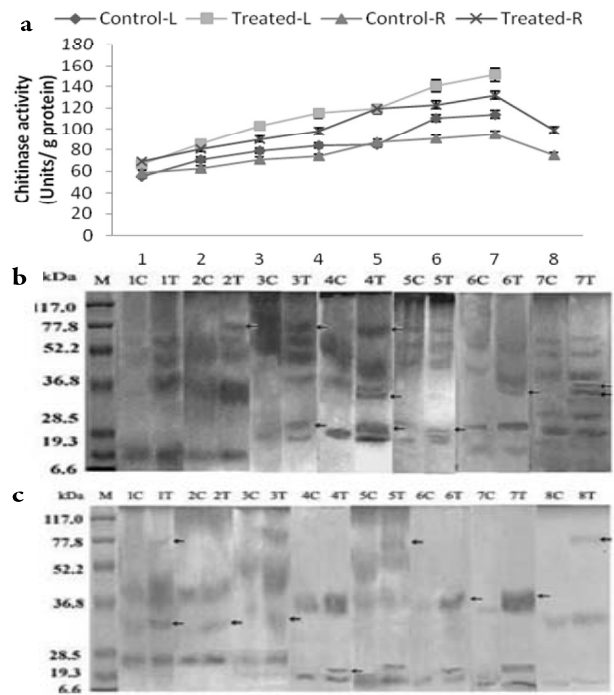 a
Control-L Treated-L Control-R Treated-R
Chitinase activity
(Units/ g protein)
180
160
140
120
100
80
60
40
20
0
1 2 3 4 5 6 7 8
b
kDa M 1C 1T 2C 2T 3C 3T 4C 4T 5C 5T 6C 6T 7C 7T
117.0
77.8
52.2
36.8
28.5
19.3
6.6
c
kDa M 1C 1T 2C 2T 3C 3T 4C 4T 5C 5T 6C 6T 7C 7T 8C 8T
117.0
77.8
52.2
36.8
28.5
19.3
6.6